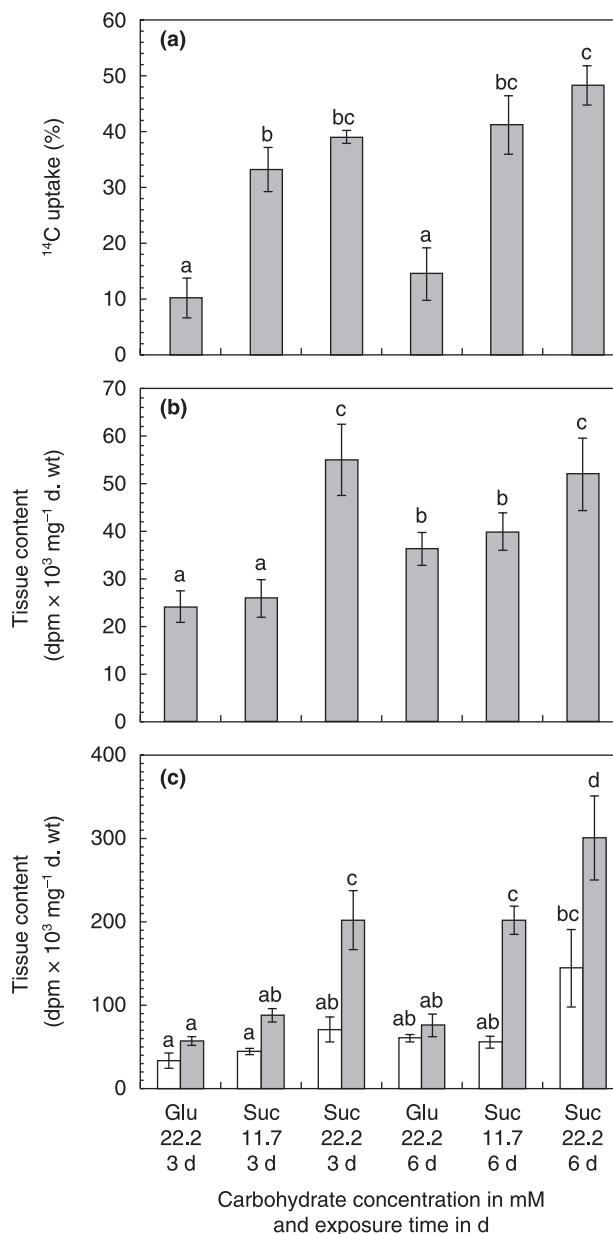 (a)
60
50
40
30
20
10
0
¹⁴C uptake (%)
a
b
bc
a
bc
c
(b)
70
60
50
40
30
20
10
0
Tissue content
(dpm × 10³ mg⁻¹ d. wt)
a
a
c
b
b
c
(c)
400
300
200
100
0
Tissue content
(dpm × 10³ mg⁻¹ d. wt)
a
a
a
ab
ab
c
ab
ab
ab
c
bc
d
Glu Suc Suc Glu Suc Suc
22.2 11.7 22.2 22.2 11.7 22.2
3 d 3 d 3 d 6 d 6 d 6 d
Carbohydrate concentration in mM
and exposure time in d